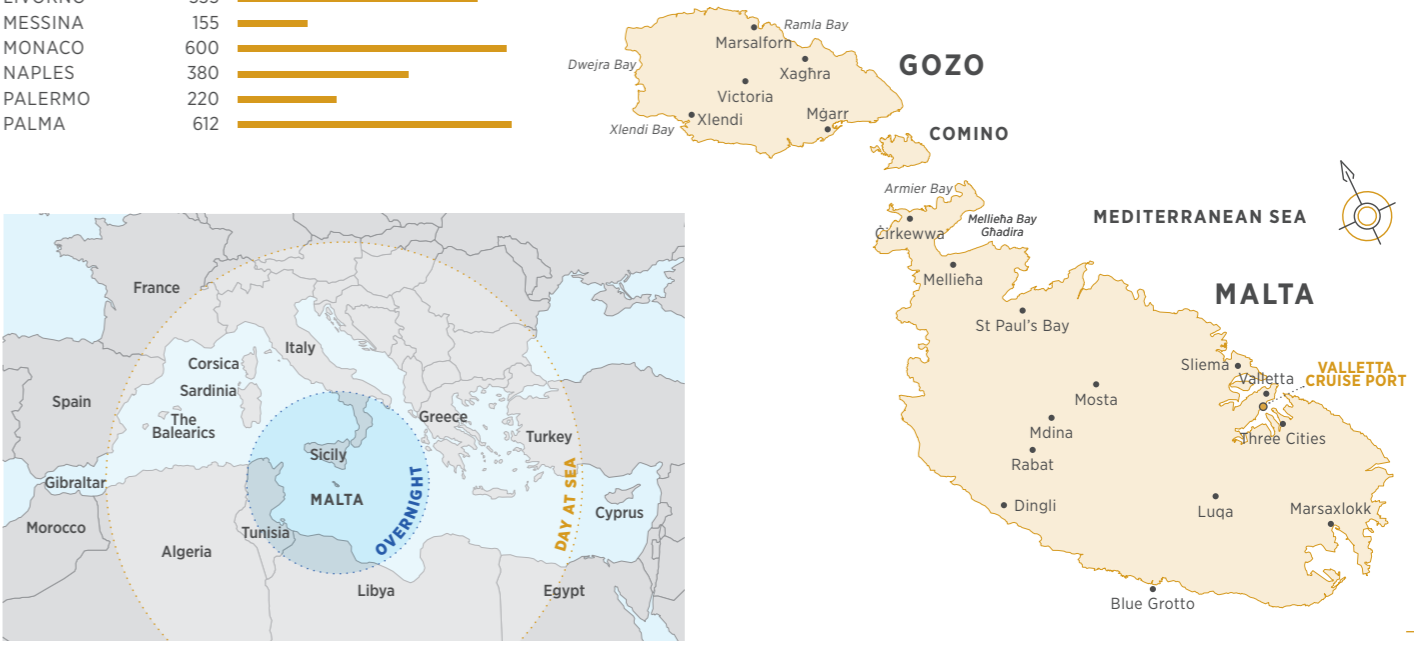 MESSINA 155
MONACO 600
NAPLES 380
PALERMO 220
PALMA 612
Ramla Bay
Marsalforn
GOZO
Dwejra Bay
Xagħra
Victoria
Mġarr
Xlendi
Xlendi Bay
COMINO
Armier Bay
Mellieħa Bay
Għadira
MEDITERRANEAN SEA
Ċirkewwa
Mellieħa
MALTA
St Paul's Bay
Sliema
VALLETTA
CRUISE PORT
Valletta
Mosta
Mdina
Three Cities
Rabat
Dingli
Luqa
Marsaxlokk
Blue Grotto
France
Italy
Corsica
Sardinia
Spain
The
Balearics
Greece
Turkey
Sicily
Gibraltar
MALTA
OVERNIGHT
DAY AT SEA
Cyprus
Morocco
Tunisia
Algeria
Libya
Egypt